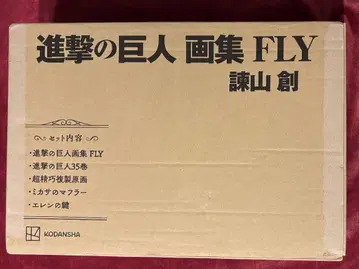 進撃の巨人 画集 FLY
諫山 創
セット内容
・進撃の巨人画集 FLY
・進撃の巨人35巻
・超精巧複製原画
・ミカサのマフラー
・エレンの鍵
KODANSHA